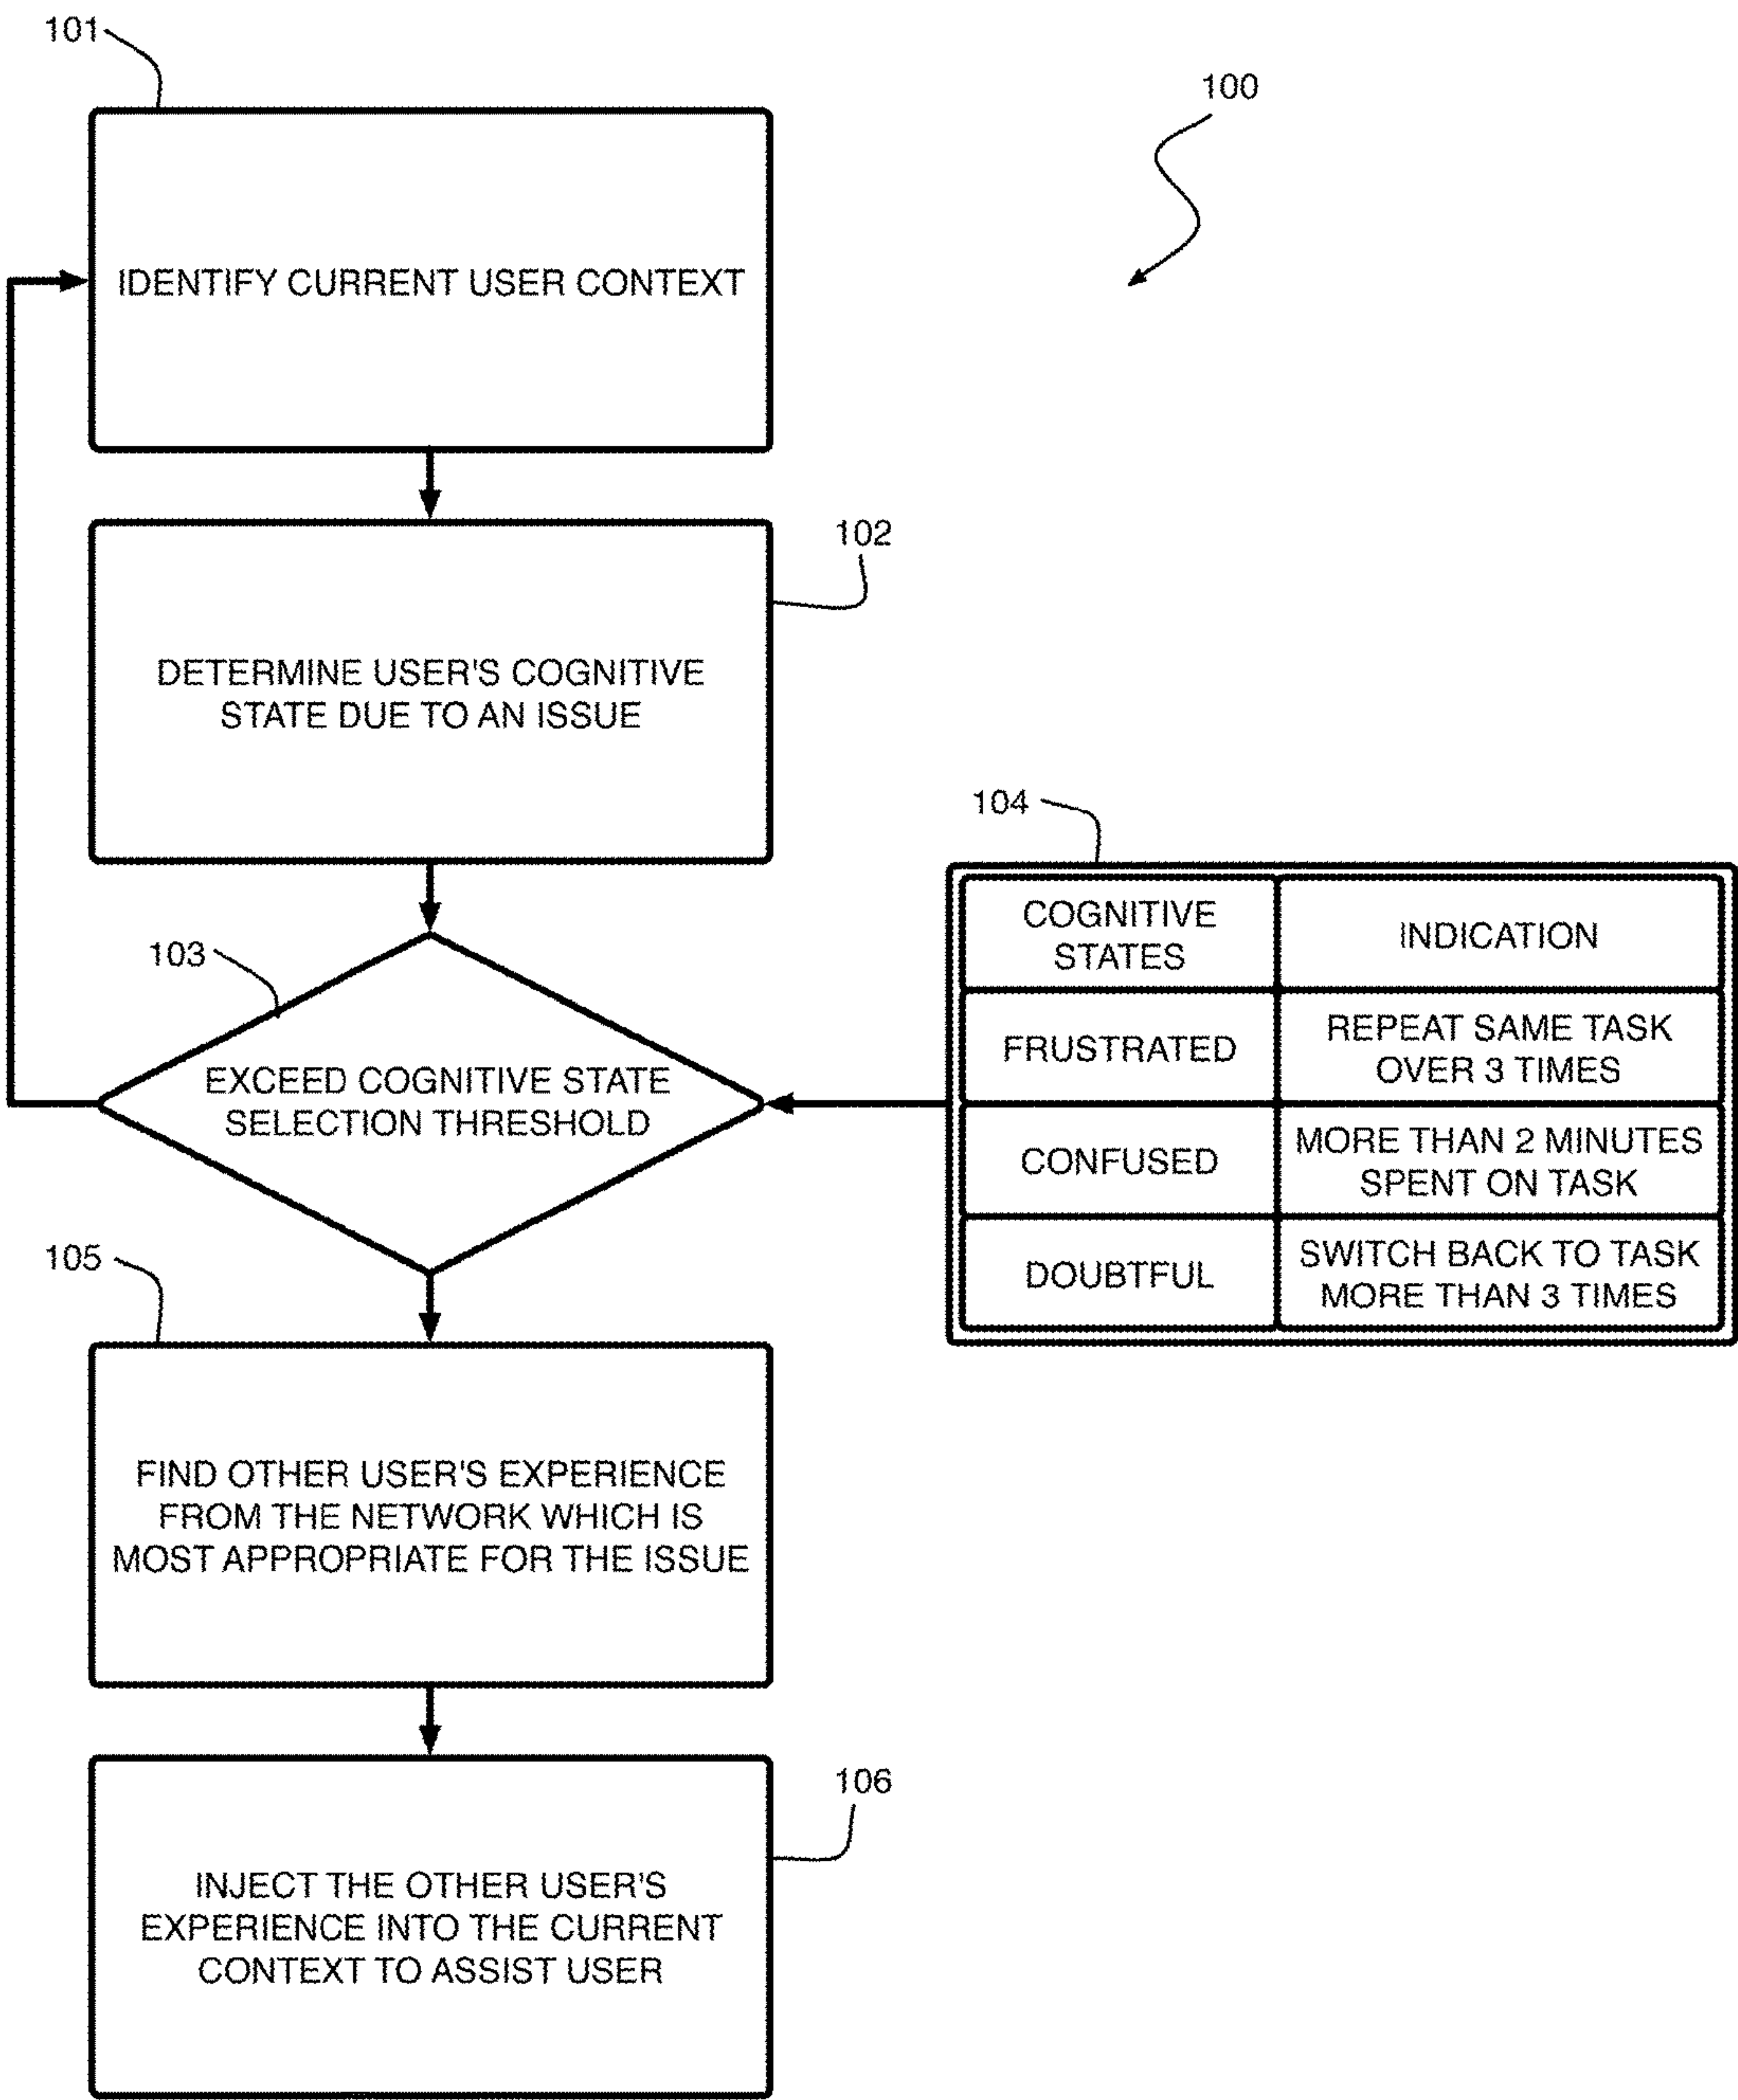 101
100
IDENTIFY CURRENT USER CONTEXT
102
DETERMINE USER'S COGNITIVE
STATE DUE TO AN ISSUE
103
EXCEED COGNITIVE STATE
SELECTION THRESHOLD
104
COGNITIVE
STATES
INDICATION
FRUSTRATED
REPEAT SAME TASK
OVER 3 TIMES
CONFUSED
MORE THAN 2 MINUTES
SPENT ON TASK
DOUBTFUL
SWITCH BACK TO TASK
MORE THAN 3 TIMES
105
FIND OTHER USER'S EXPERIENCE
FROM THE NETWORK WHICH IS
MOST APPROPRIATE FOR THE ISSUE
106
INJECT THE OTHER USER'S
EXPERIENCE INTO THE CURRENT
CONTEXT TO ASSIST USER